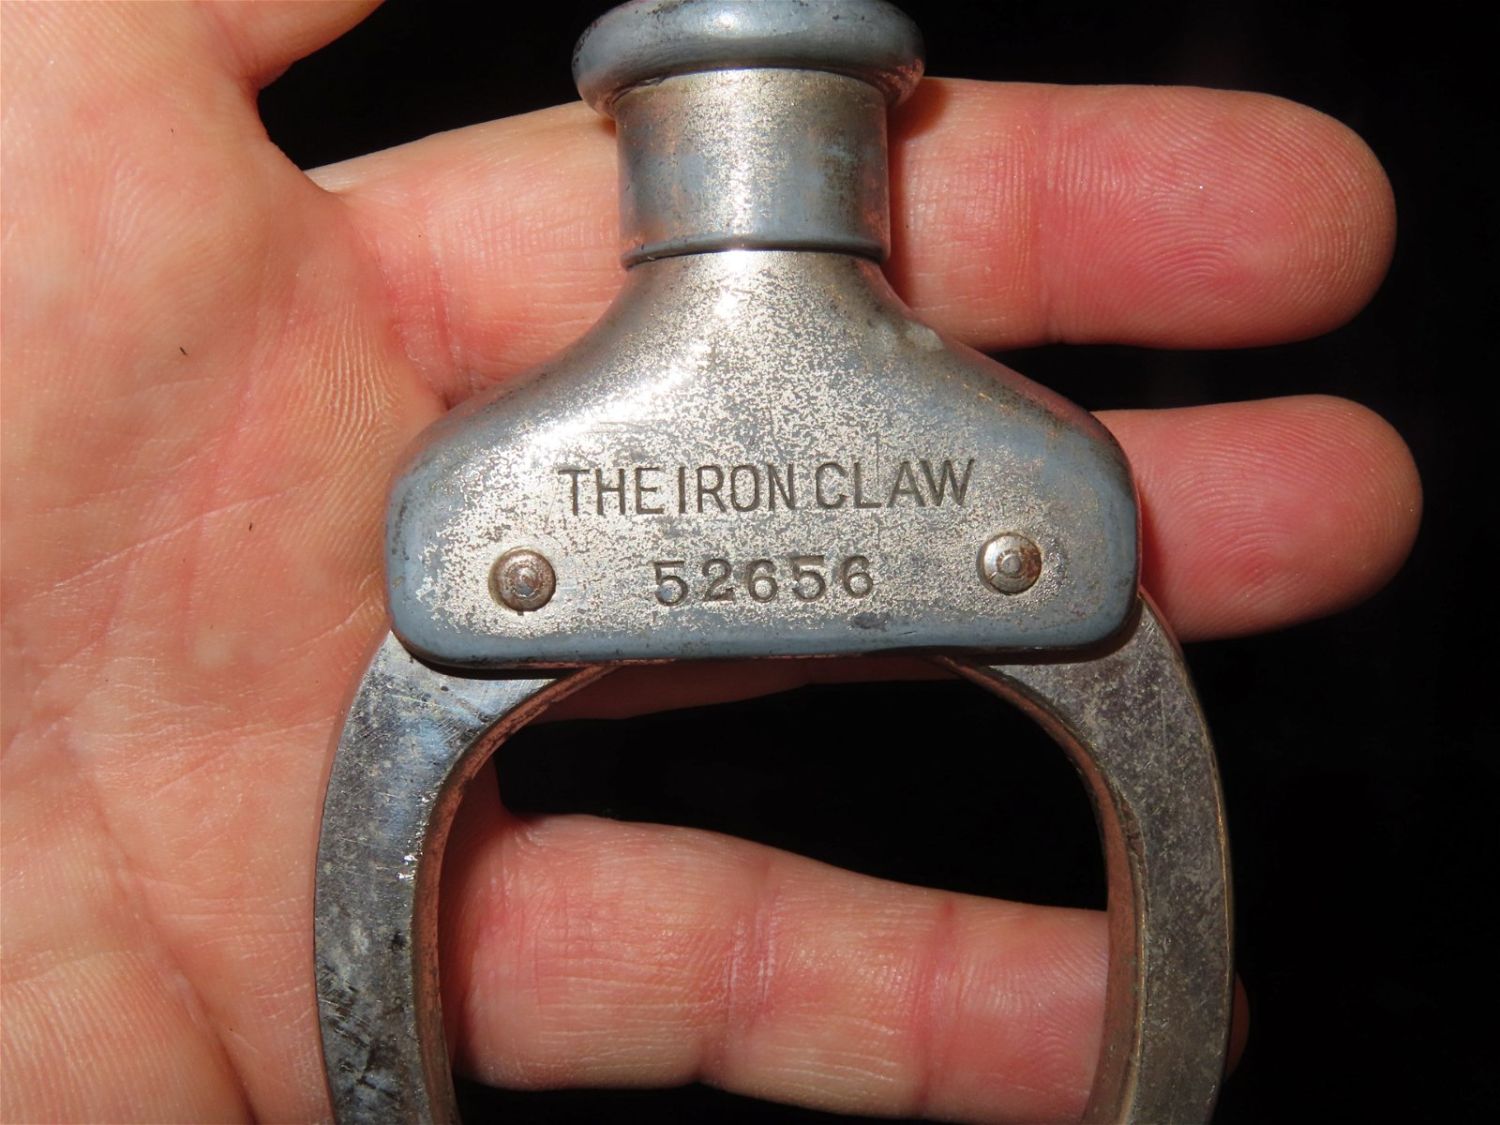 THE IRON CLAW
52656